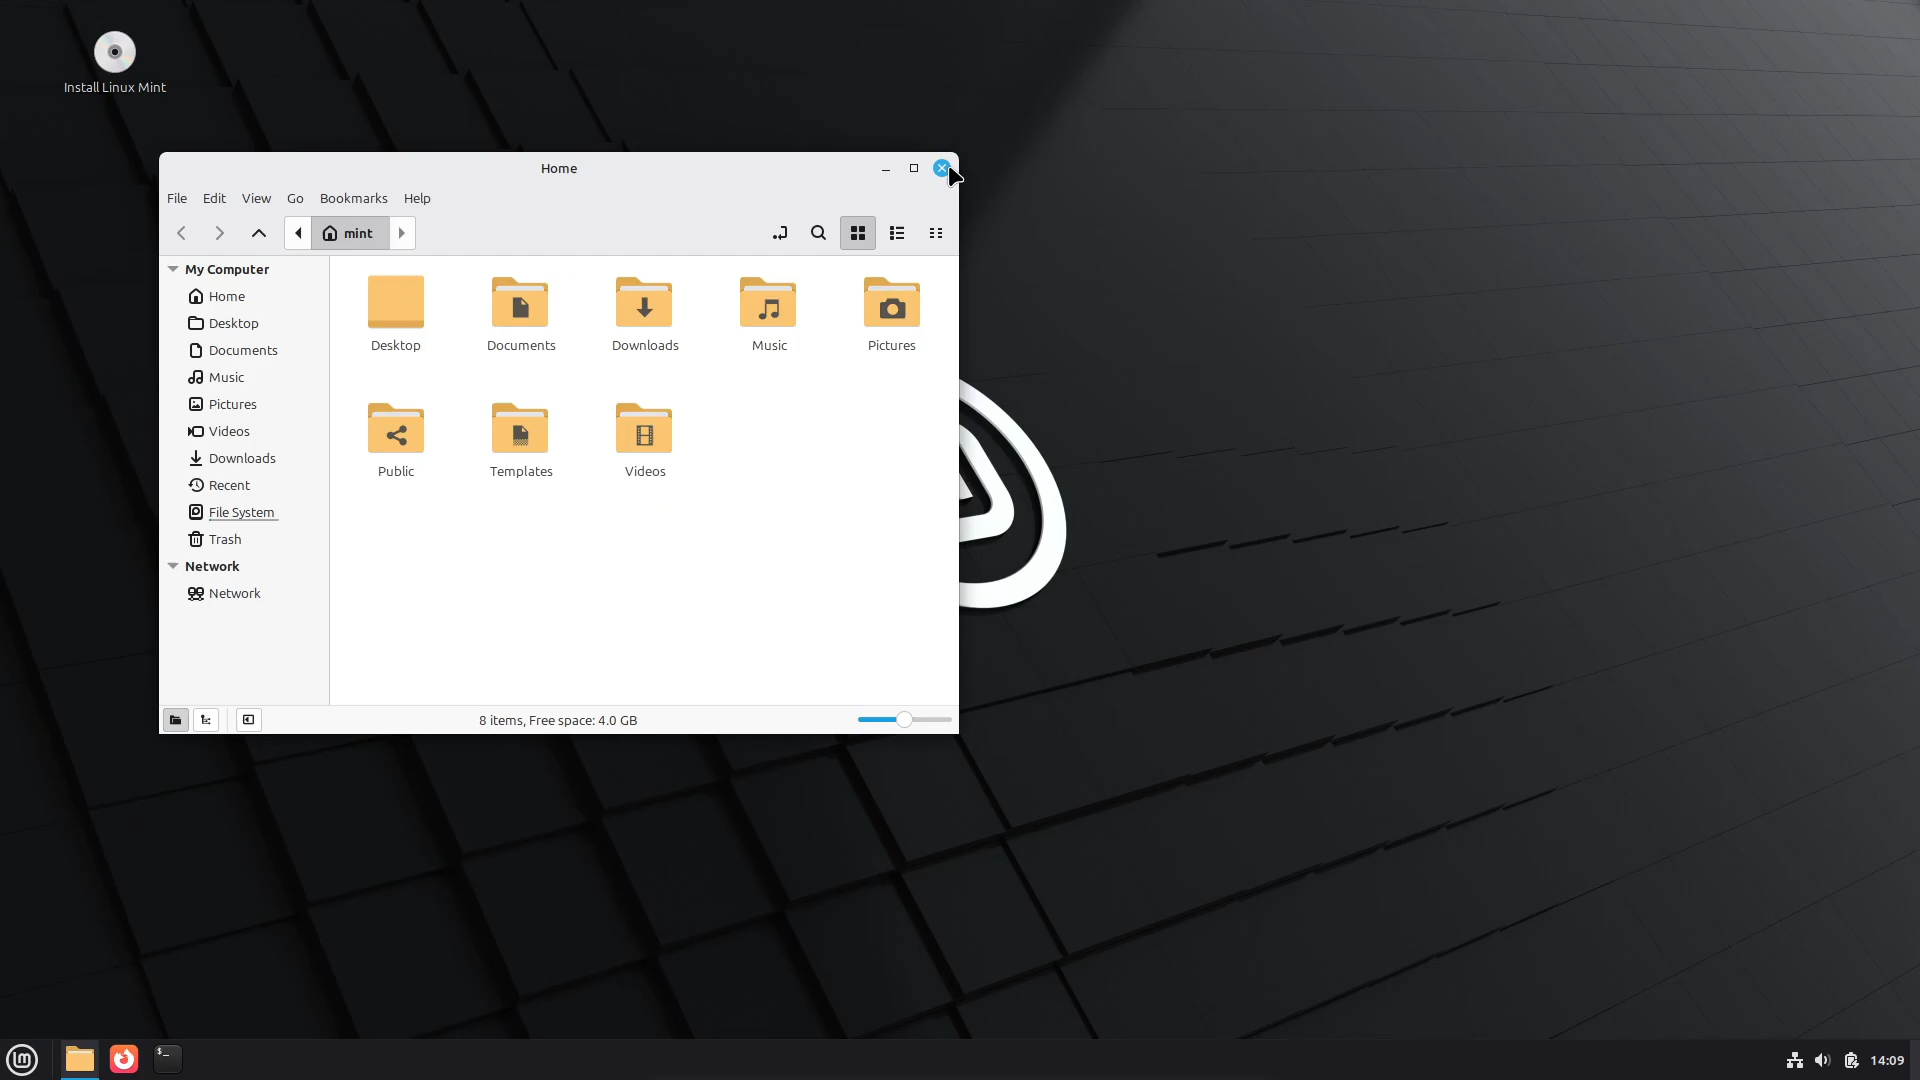 Install Linux Mint
Home
File Edit View Go Bookmarks Help
mint
My Computer
Home
Desktop
Documents
Music
Pictures
Videos
Downloads
Recent
File System
Trash
Network
Network
Desktop Documents Downloads Music Pictures
Public Templates Videos
8 items, Free space: 4.0 GB
$_
14:09